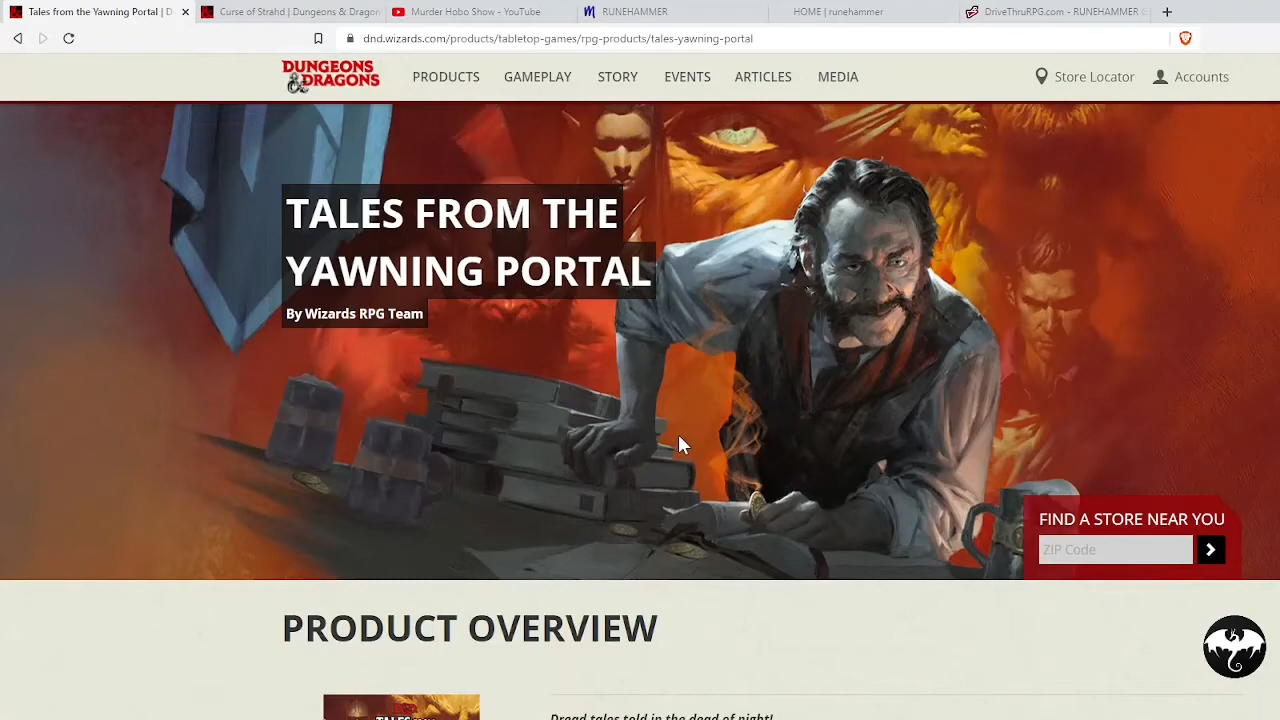 Tales from the Yawning Portal | D
Curse of Strahd | Dungeons & Dragon
Murder Hobo Show - YouTube
RUNEHAMMER
HOME | runehammer
DriveThruRPG.com - RUNEHAMMER
dnd.wizards.com/products/tabletop-games/rpg-products/tales-yawning-portal
DUNGEONS & DRAGONS
PRODUCTS
GAMEPLAY
STORY
EVENTS
ARTICLES
MEDIA
Store Locator
Accounts
TALES FROM THE
YAWNING PORTAL
By Wizards RPG Team
FIND A STORE NEAR YOU
ZIP Code
PRODUCT OVERVIEW
Dread tales told in the dead of night!
TALES